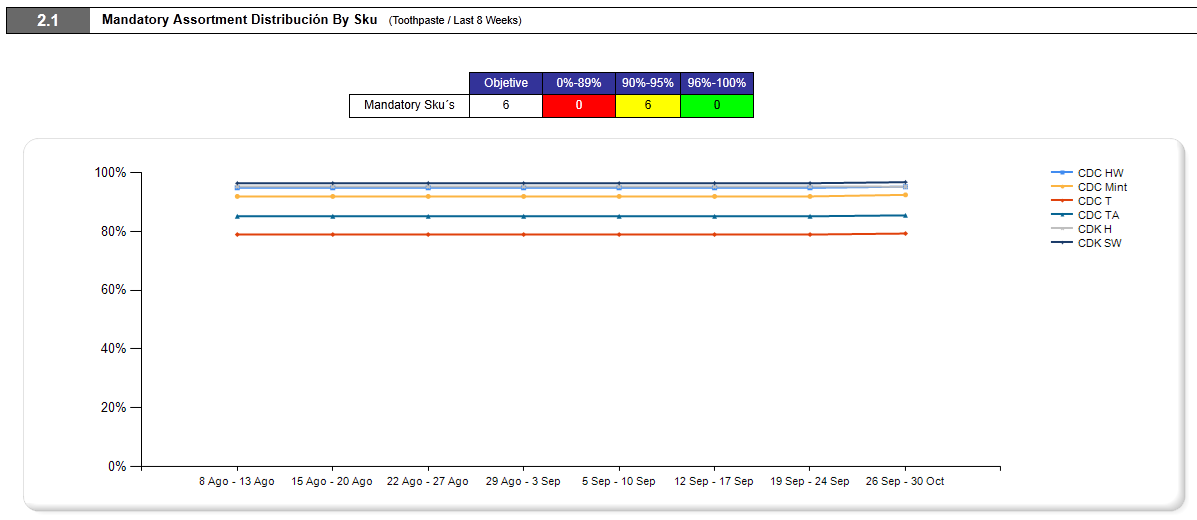 2.1 Mandatory Assortment Distribución By Sku (Toothpaste / Last 8 Weeks)
Objetive 0%-89% 90%-95% 96%-100%
Mandatory Sku´s 6 0 6 0
100%
80%
60%
40%
20%
0%
8 Ago - 13 Ago 15 Ago - 20 Ago 22 Ago - 27 Ago 29 Ago - 3 Sep 5 Sep - 10 Sep 12 Sep - 17 Sep 19 Sep - 24 Sep 26 Sep - 30 Oct
CDC HW
CDC Mint
CDC T
CDC TA
CDK H
CDK SW